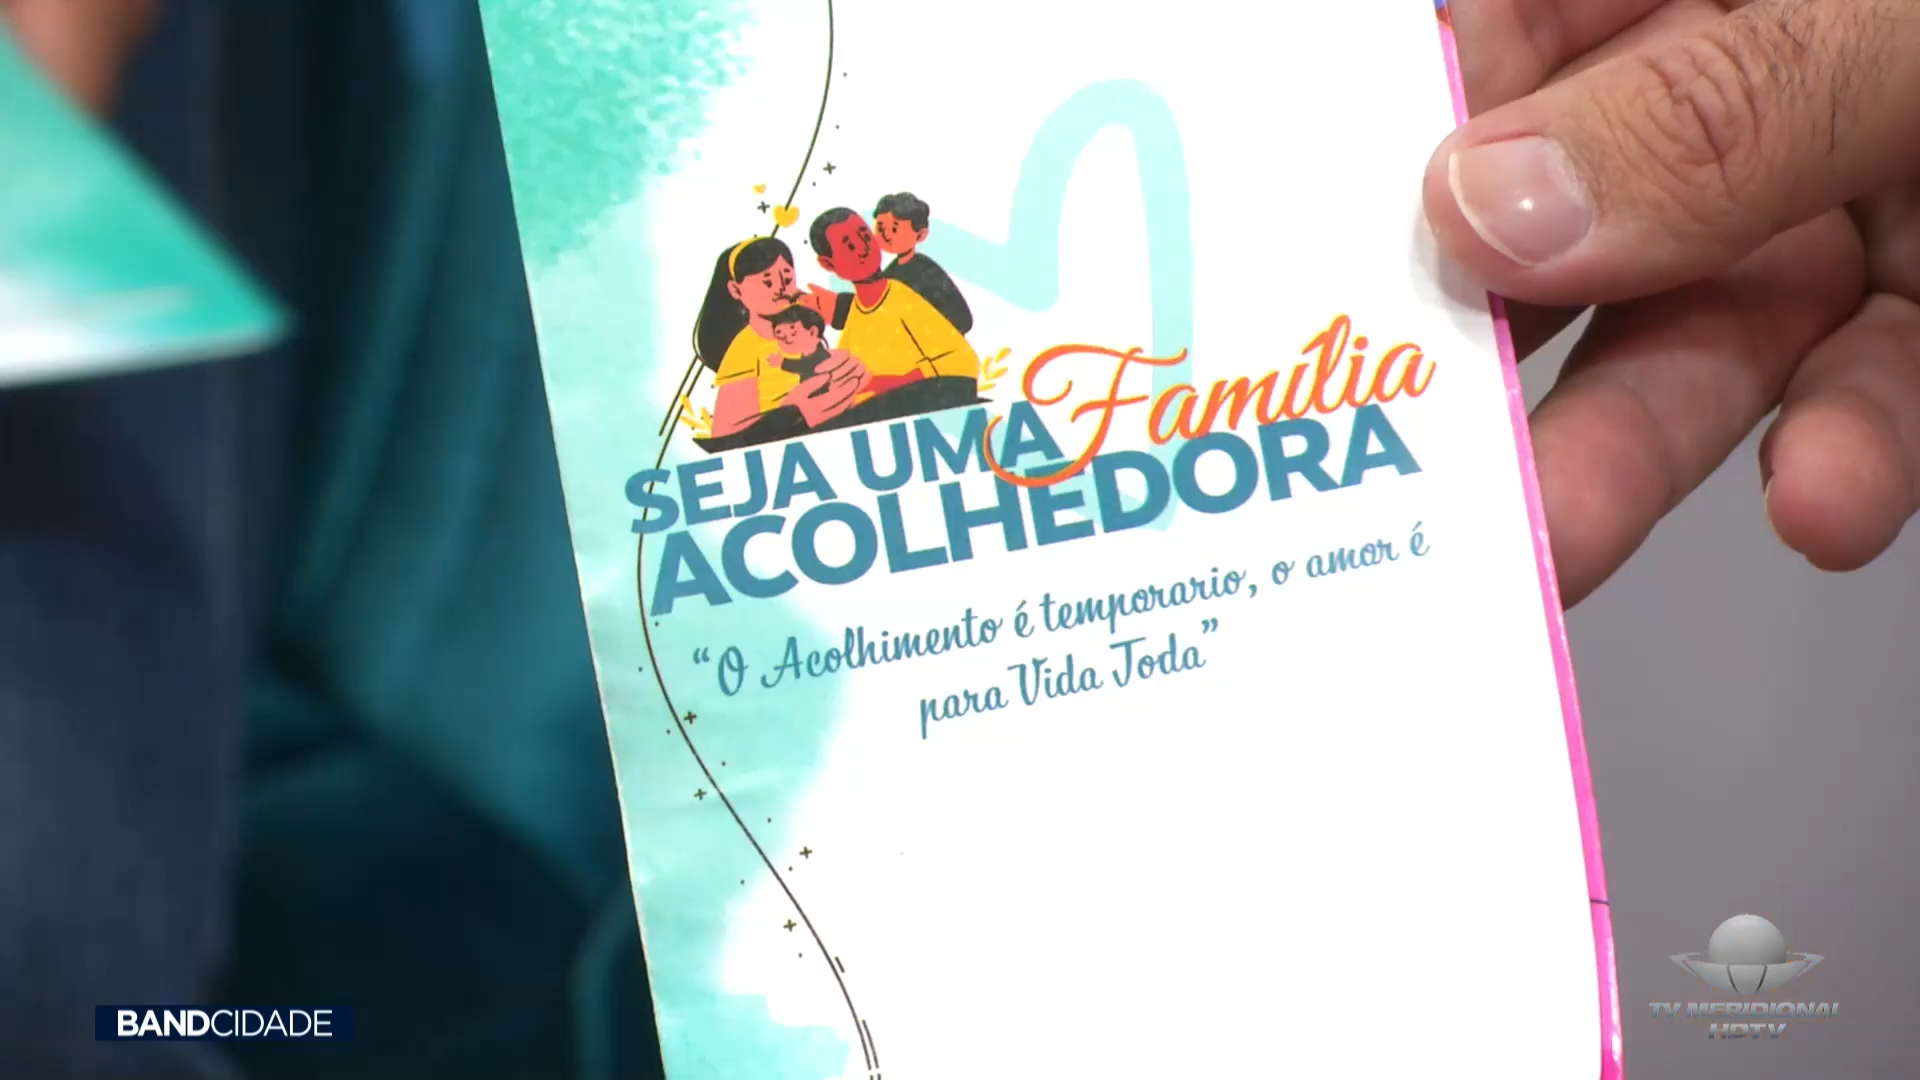 SEJA UMA Família
ACOLHEDORA
“O Acolhimento é temporario, o amor é
para Vida Toda”
BANDCIDADE
TV MERIDIONAL
HDTV